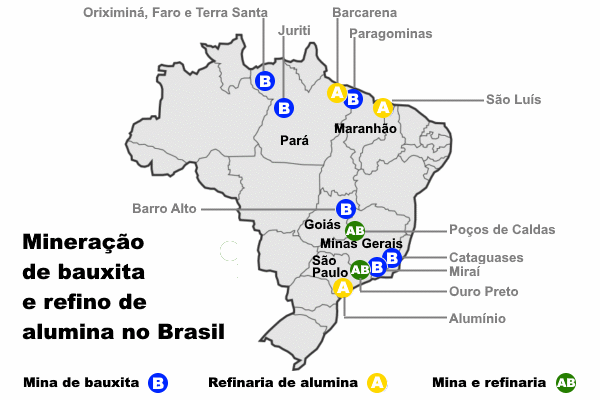 Oriximiná, Faro e Terra Santa
Barcarena
Juriti
Paragominas
B
A
B
B
A
São Luís
Maranhão
Pará
Barro Alto
B
Goiás
AB
Poços de Caldas
Minas Gerais
Mineração
de bauxita
e refino de
alumina no Brasil
São
Paulo
AB
B
B
Cataguases
Miraí
A
Ouro Preto
Alumínio
Mina de bauxita B
Refinaria de alumina A
Mina e refinaria AB